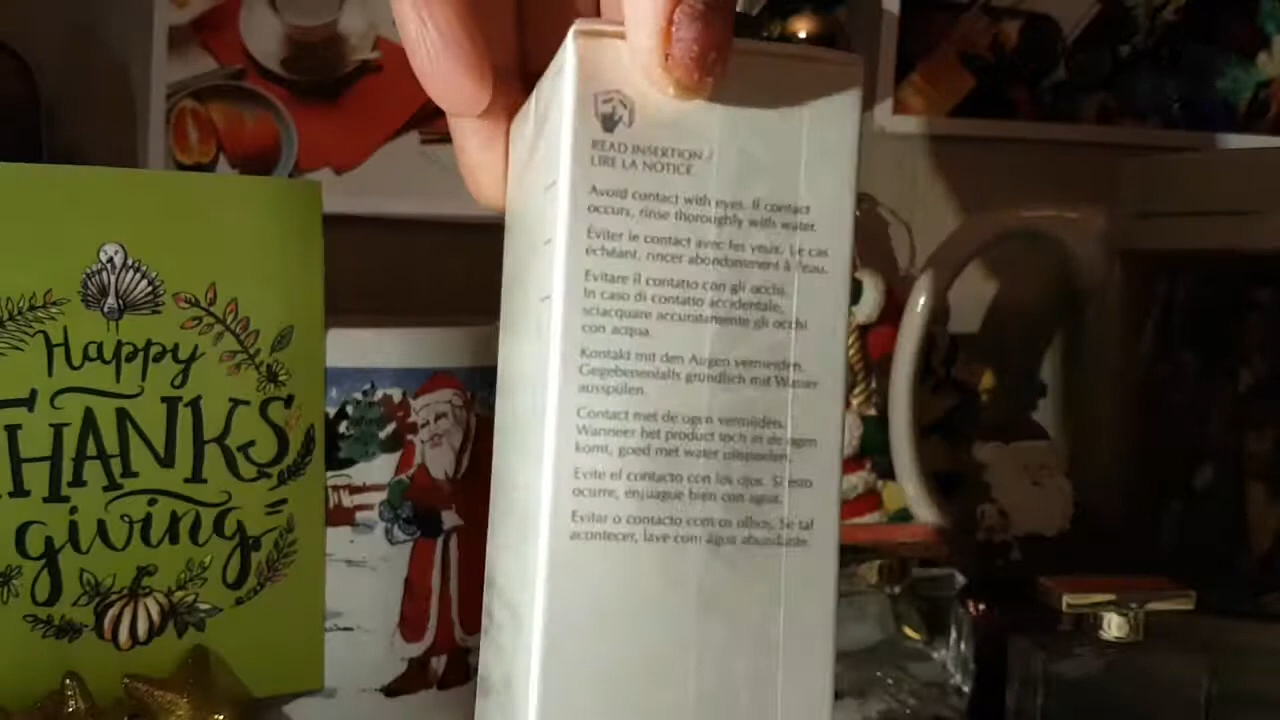 Happy
THANKS
giving
READ INSERTION /
LIRE LA NOTICE
Avoid contact with eyes. If contact
occurs, rinse thoroughly with water.
Éviter le contact avec les yeux. Le cas
échéant, rincer abondamment à l'eau.
Evitare il contatto con gli occhi.
In caso di contatto accidentale,
sciacquare accuratamente gli occhi
con acqua.
Kontakt mit den Augen vermeiden.
Gegebenenfalls gründlich mit Wasser
ausspülen.
Contact met de ogen vermijden.
Wanneer het product toch in de ogen
komt, goed met water uitspoelen.
Evite el contacto con los ojos. Si esto
ocurre, enjuague bien con agua.
Evitar o contacto com os olhos. Se tal
acontecer, lave com água abundante.